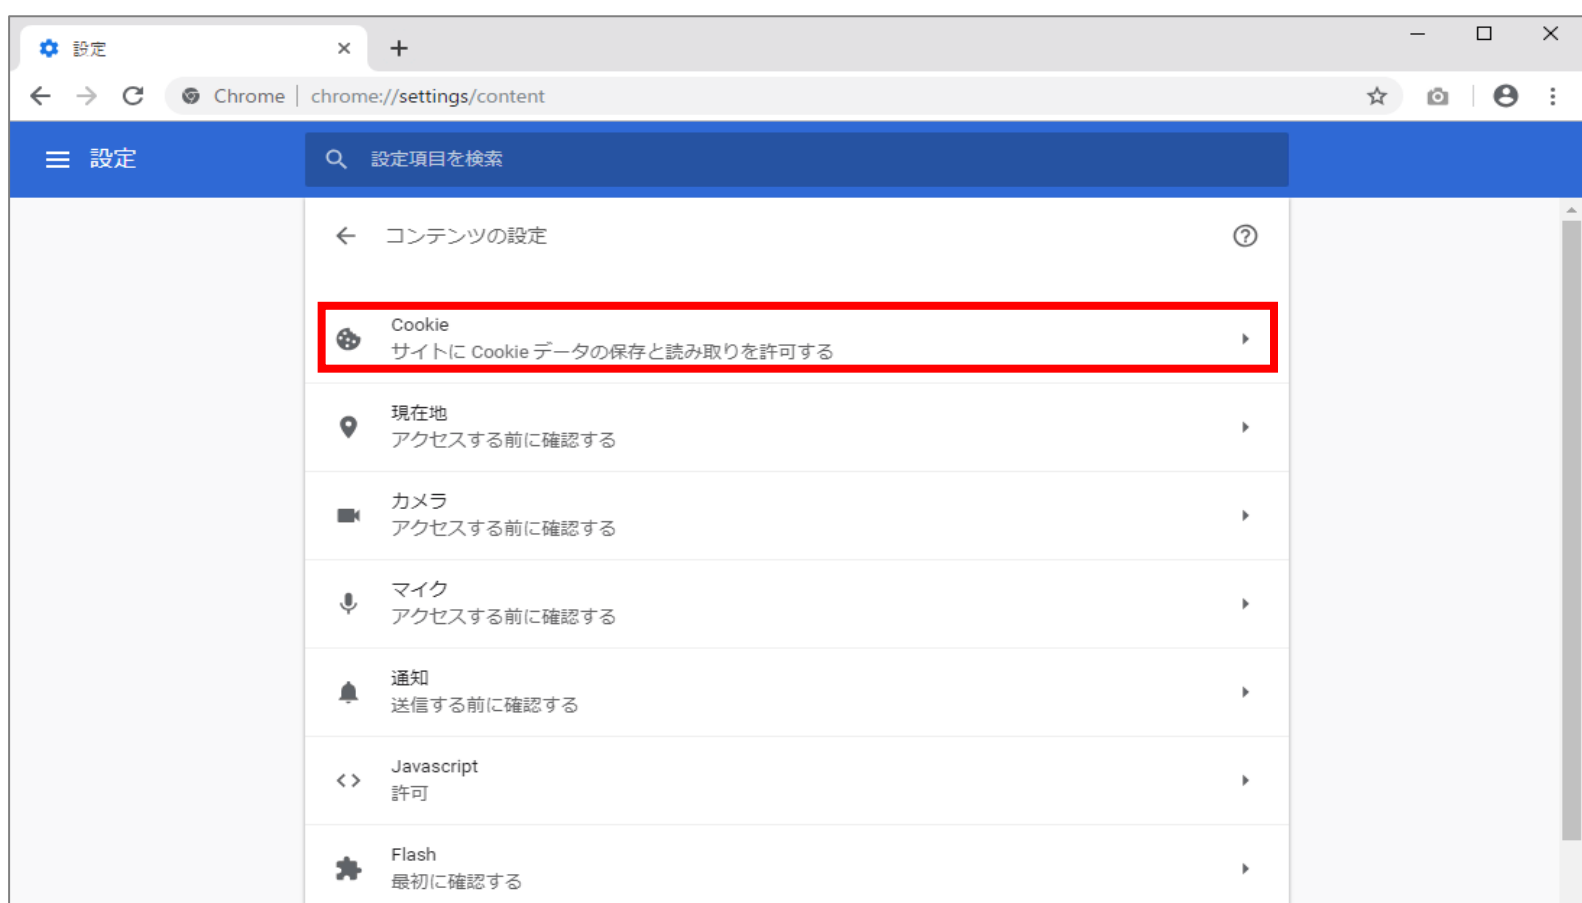 設定
Chrome
chrome://settings/content
設定
設定項目を検索
コンテンツの設定
Cookie
サイトに Cookie データの保存と読み取りを許可する
現在地
アクセスする前に確認する
カメラ
アクセスする前に確認する
マイク
アクセスする前に確認する
通知
送信する前に確認する
Javascript
許可
Flash
最初に確認する